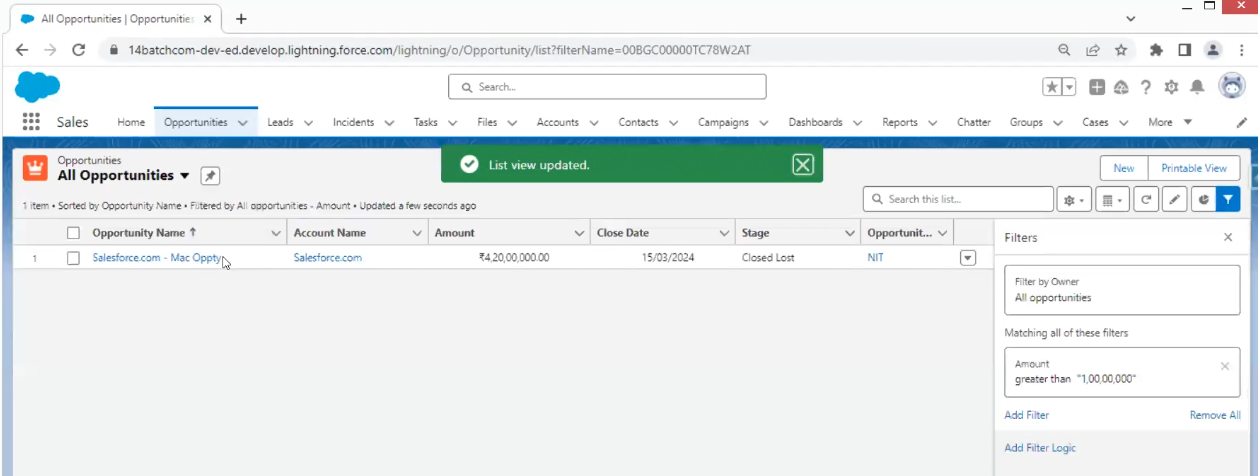 All Opportunities | Opportunities
14batchcom-dev-ed.develop.lightning.force.com/lightning/o/Opportunity/list?filterName=00BGC00000TC78W2AT
Search...
Sales Home Opportunities Leads Incidents Tasks Files Accounts Contacts Campaigns Dashboards Reports Chatter Groups Cases More
Opportunities
All Opportunities
List view updated.
New Printable View
1 item • Sorted by Opportunity Name • Filtered by All opportunities - Amount • Updated a few seconds ago
Search this list...
Opportunity Name ↑ Account Name Amount Close Date Stage Opportunit...
1 Salesforce.com - Mac Oppty Salesforce.com ₹4,20,00,000.00 15/03/2024 Closed Lost NIT
Filters
Filter by Owner
All opportunities
Matching all of these filters
Amount
greater than "1,00,00,000"
Add Filter Remove All
Add Filter Logic